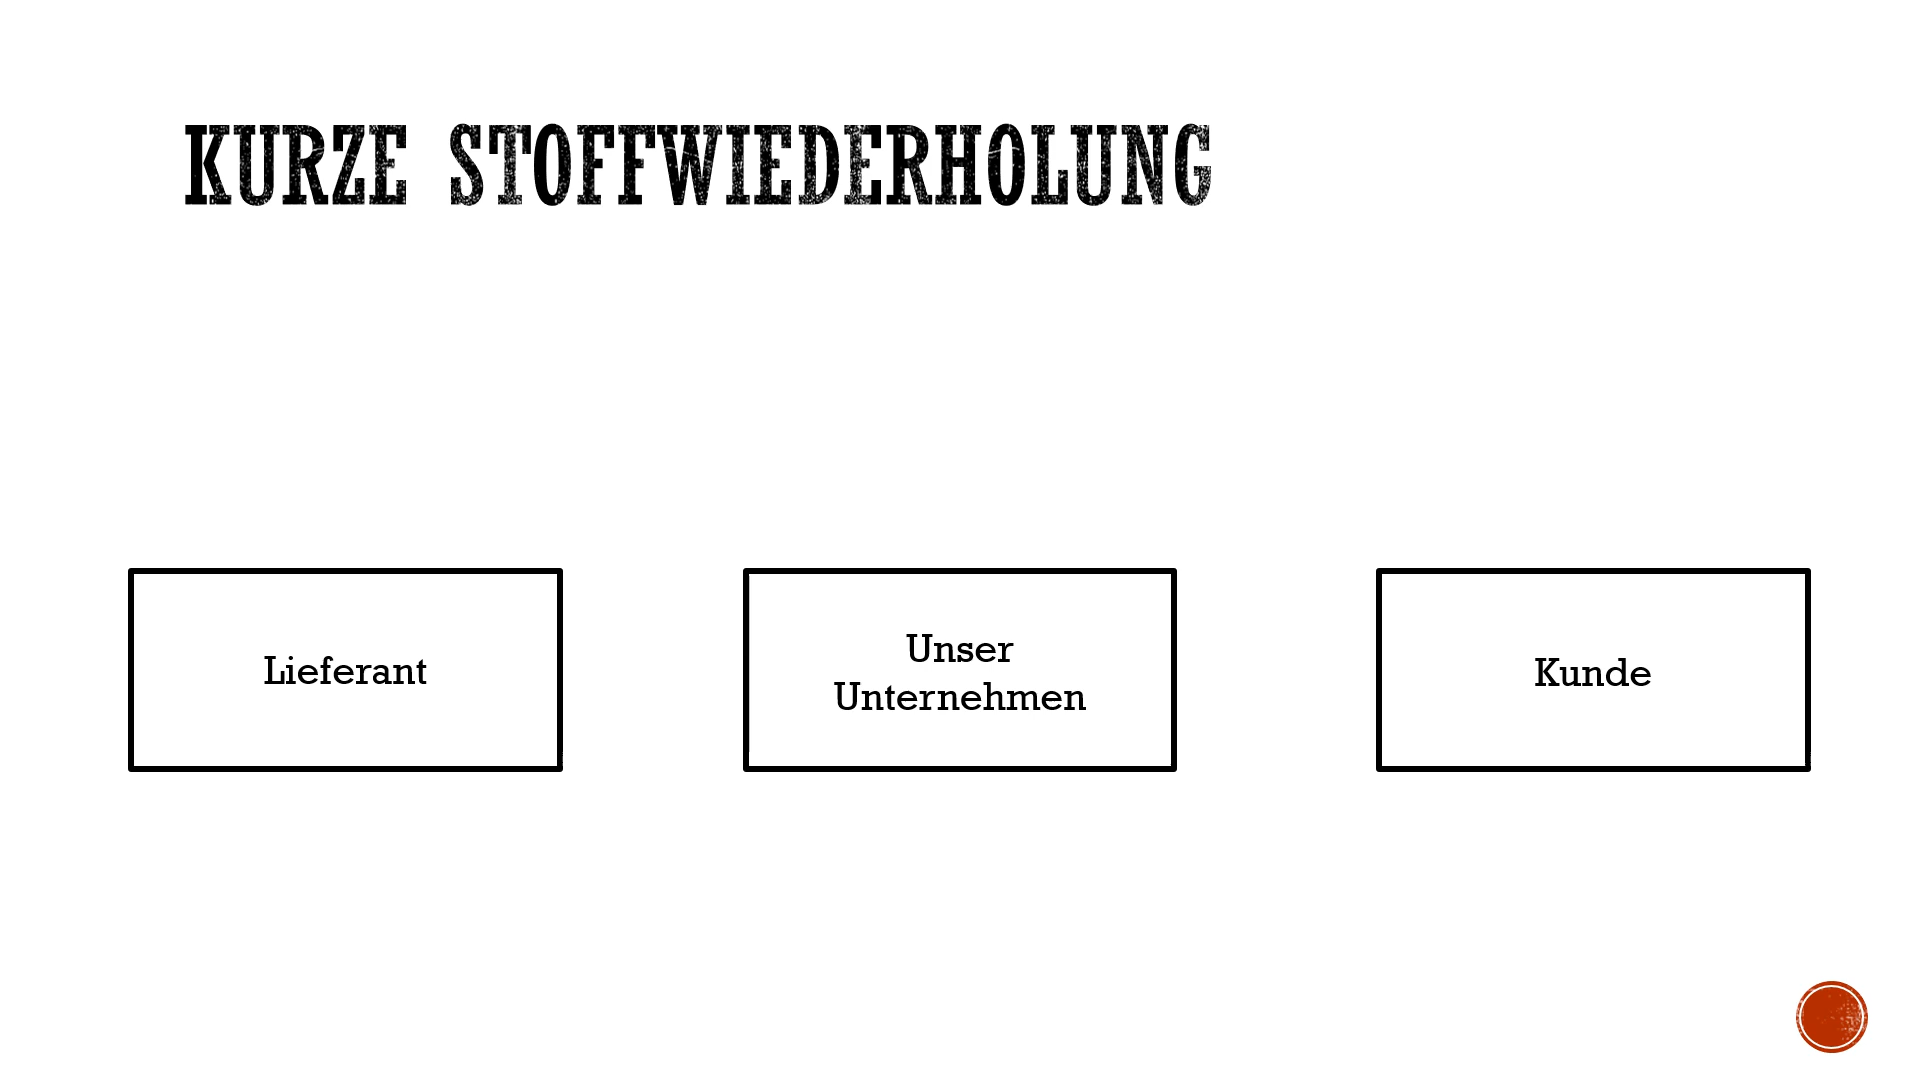 KURZE STOFFWIEDERHOLUNG
Lieferant
Unser
Unternehmen
Kunde